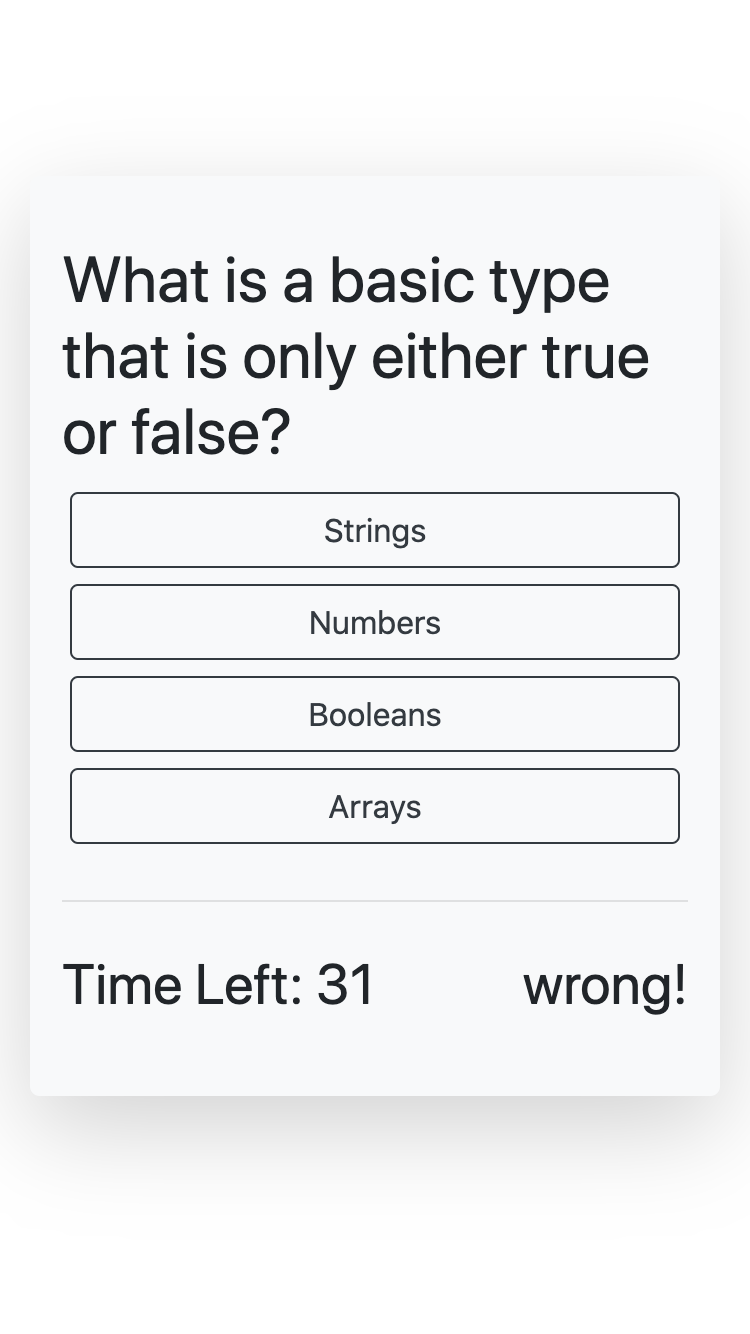 What is a basic type
that is only either true
or false?
Strings
Numbers
Booleans
Arrays
Time Left: 31 wrong!